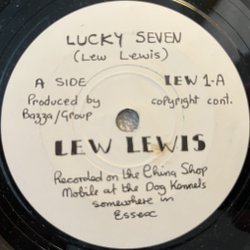 LUCKY SEVEN
(Lew Lewis)
A SIDE LEW 1-A
Produced by copyright cont.
Bazza/Group
LEW LEWIS
Recorded on the China Shop
Mobile at the Dog Kennels
somewhere in
Essex